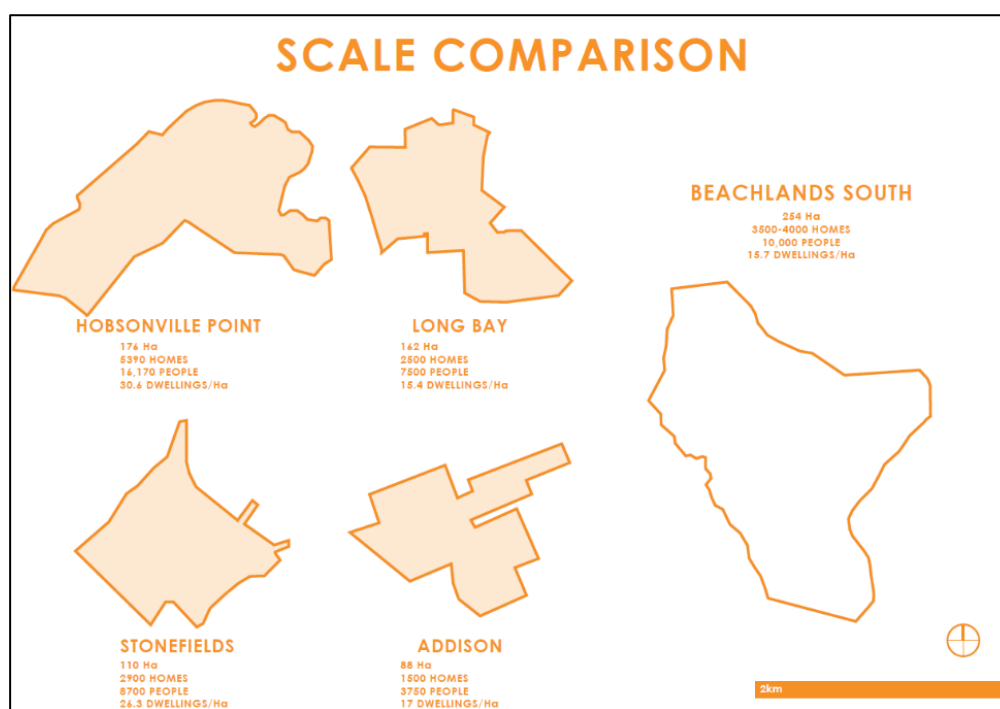 SCALE COMPARISON
HOBSONVILLE POINT
176 Ha
5390 HOMES
16,170 PEOPLE
30.6 DWELLINGS/Ha
LONG BAY
162 Ha
2500 HOMES
7500 PEOPLE
15.4 DWELLINGS/Ha
BEACHLANDS SOUTH
254 Ha
3500-4000 HOMES
10,000 PEOPLE
15.7 DWELLINGS/Ha
STONEFIELDS
110 Ha
2900 HOMES
8700 PEOPLE
26.3 DWELLINGS/Ha
ADDISON
88 Ha
1500 HOMES
3750 PEOPLE
17 DWELLINGS/Ha
2km